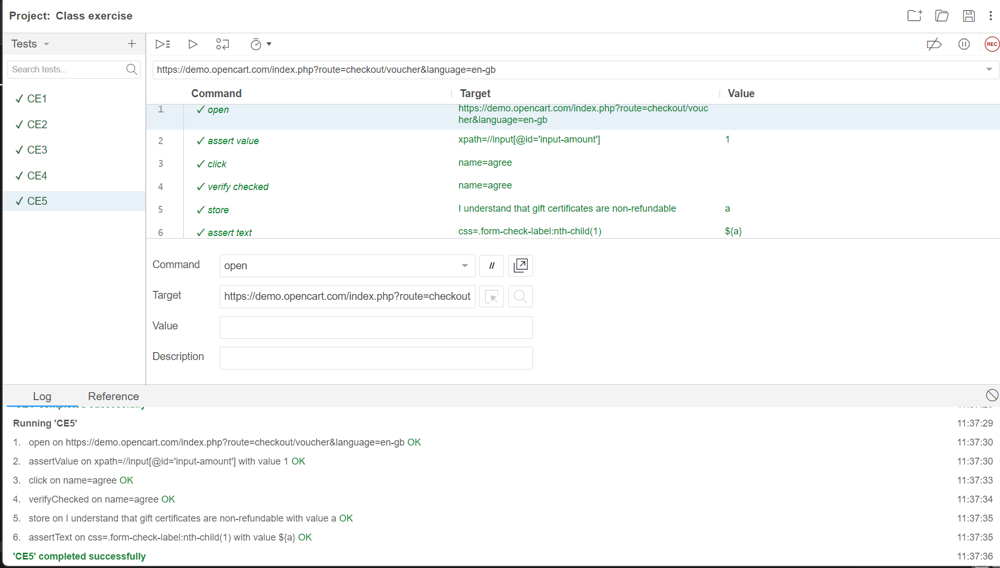 Project: Class exercise
Tests
Search tests...
✓ CE1
✓ CE2
✓ CE3
✓ CE4
✓ CE5
REC
https://demo.opencart.com/index.php?route=checkout/voucher&language=en-gb
Command Target Value
1 ✓ open https://demo.opencart.com/index.php?route=checkout/vouc
her&language=en-gb
2 ✓ assert value xpath=//input[@id='input-amount'] 1
3 ✓ click name=agree
4 ✓ verify checked name=agree
5 ✓ store I understand that gift certificates are non-refundable a
6 ✓ assert text css=.form-check-label:nth-child(1) ${a}
Command open //
Target https://demo.opencart.com/index.php?route=checkout
Value
Description
Log Reference
completed successfully
Running 'CE5' 11:37:29
1. open on https://demo.opencart.com/index.php?route=checkout/voucher&language=en-gb OK 11:37:30
2. assertValue on xpath=//input[@id='input-amount'] with value 1 OK 11:37:30
3. click on name=agree OK 11:37:33
4. verifyChecked on name=agree OK 11:37:34
5. store on I understand that gift certificates are non-refundable with value a OK 11:37:35
6. assertText on css=.form-check-label:nth-child(1) with value ${a} OK 11:37:35
'CE5' completed successfully 11:37:36